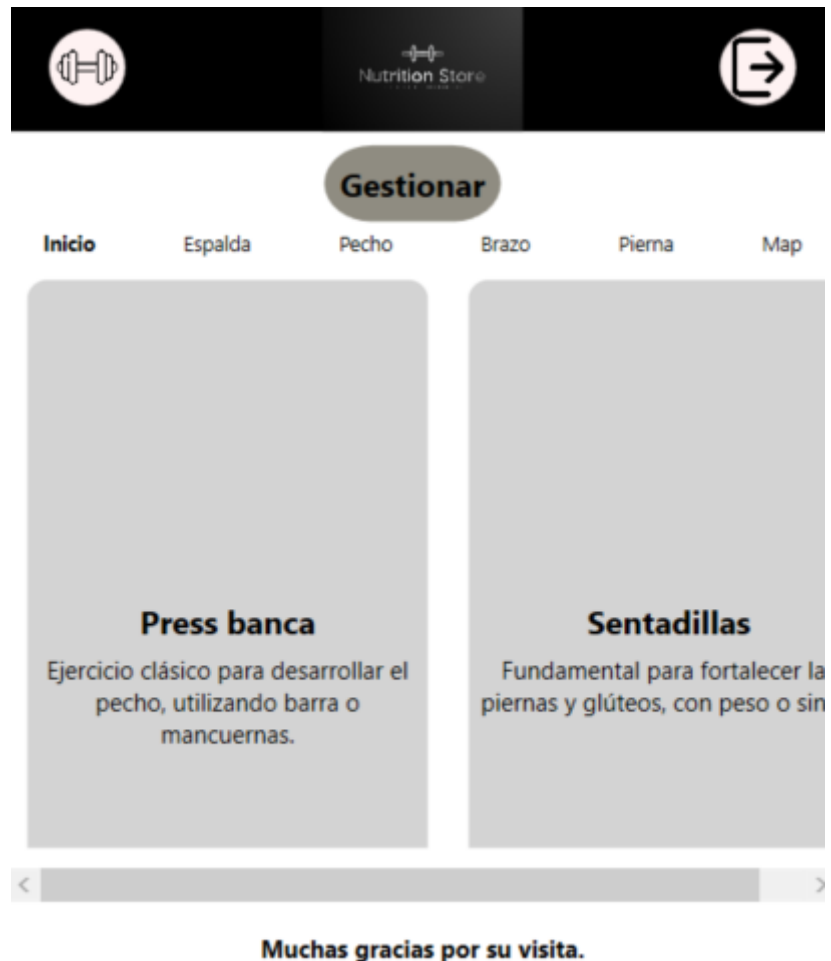 Nutrition Store
Gestionar
Inicio Espalda Pecho Brazo Pierna Map
Press banca
Ejercicio clásico para desarrollar el
pecho, utilizando barra o
mancuernas.
Sentadillas
Fundamental para fortalecer la
piernas y glúteos, con peso o sin
Muchas gracias por su visita.